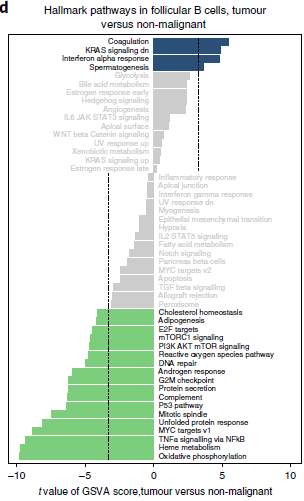 d
Hallmark pathways in follicular B cells, tumour
versus non-malignant
Coagulation
KRAS signaling dn
Interferon alpha response
Spermatogenesis
Glycolysis
Bile acid metabolism
Estrogen response early
Hedgehog signaling
Angiogenesis
IL6 JAK STAT3 signaling
Apical surface
WNT beta Catenin signaling
UV response up
Xenobiotic metabolism
KRAS signaling up
Estrogen response late
Inflammatory response
Apical junction
Interferon gamma response
UV response dn
Myogenesis
Epithelial mesenchymal transition
Hypoxia
IL2 STAT5 signaling
Fatty acid metabolism
Notch signaling
Pancreas beta cells
MYC targets v2
Apoptosis
TGF beta signalling
Allograft rejection
Peroxisome
Cholesterol homeostasis
Adipogenesis
E2F targets
mTORC1 signaling
PI3K AKT mTOR signaling
Reactive oxygen species pathway
DNA repair
Androgen response
G2M checkpoint
Protein secretion
Complement
P53 pathway
Mitotic spindle
Unfolded protein response
MYC targets v1
TNFa signalling via NFkB
Heme metabolism
Oxidative phosphorylation
−10 −5 0 5 10
t value of GSVA score,tumour versus non-malignant